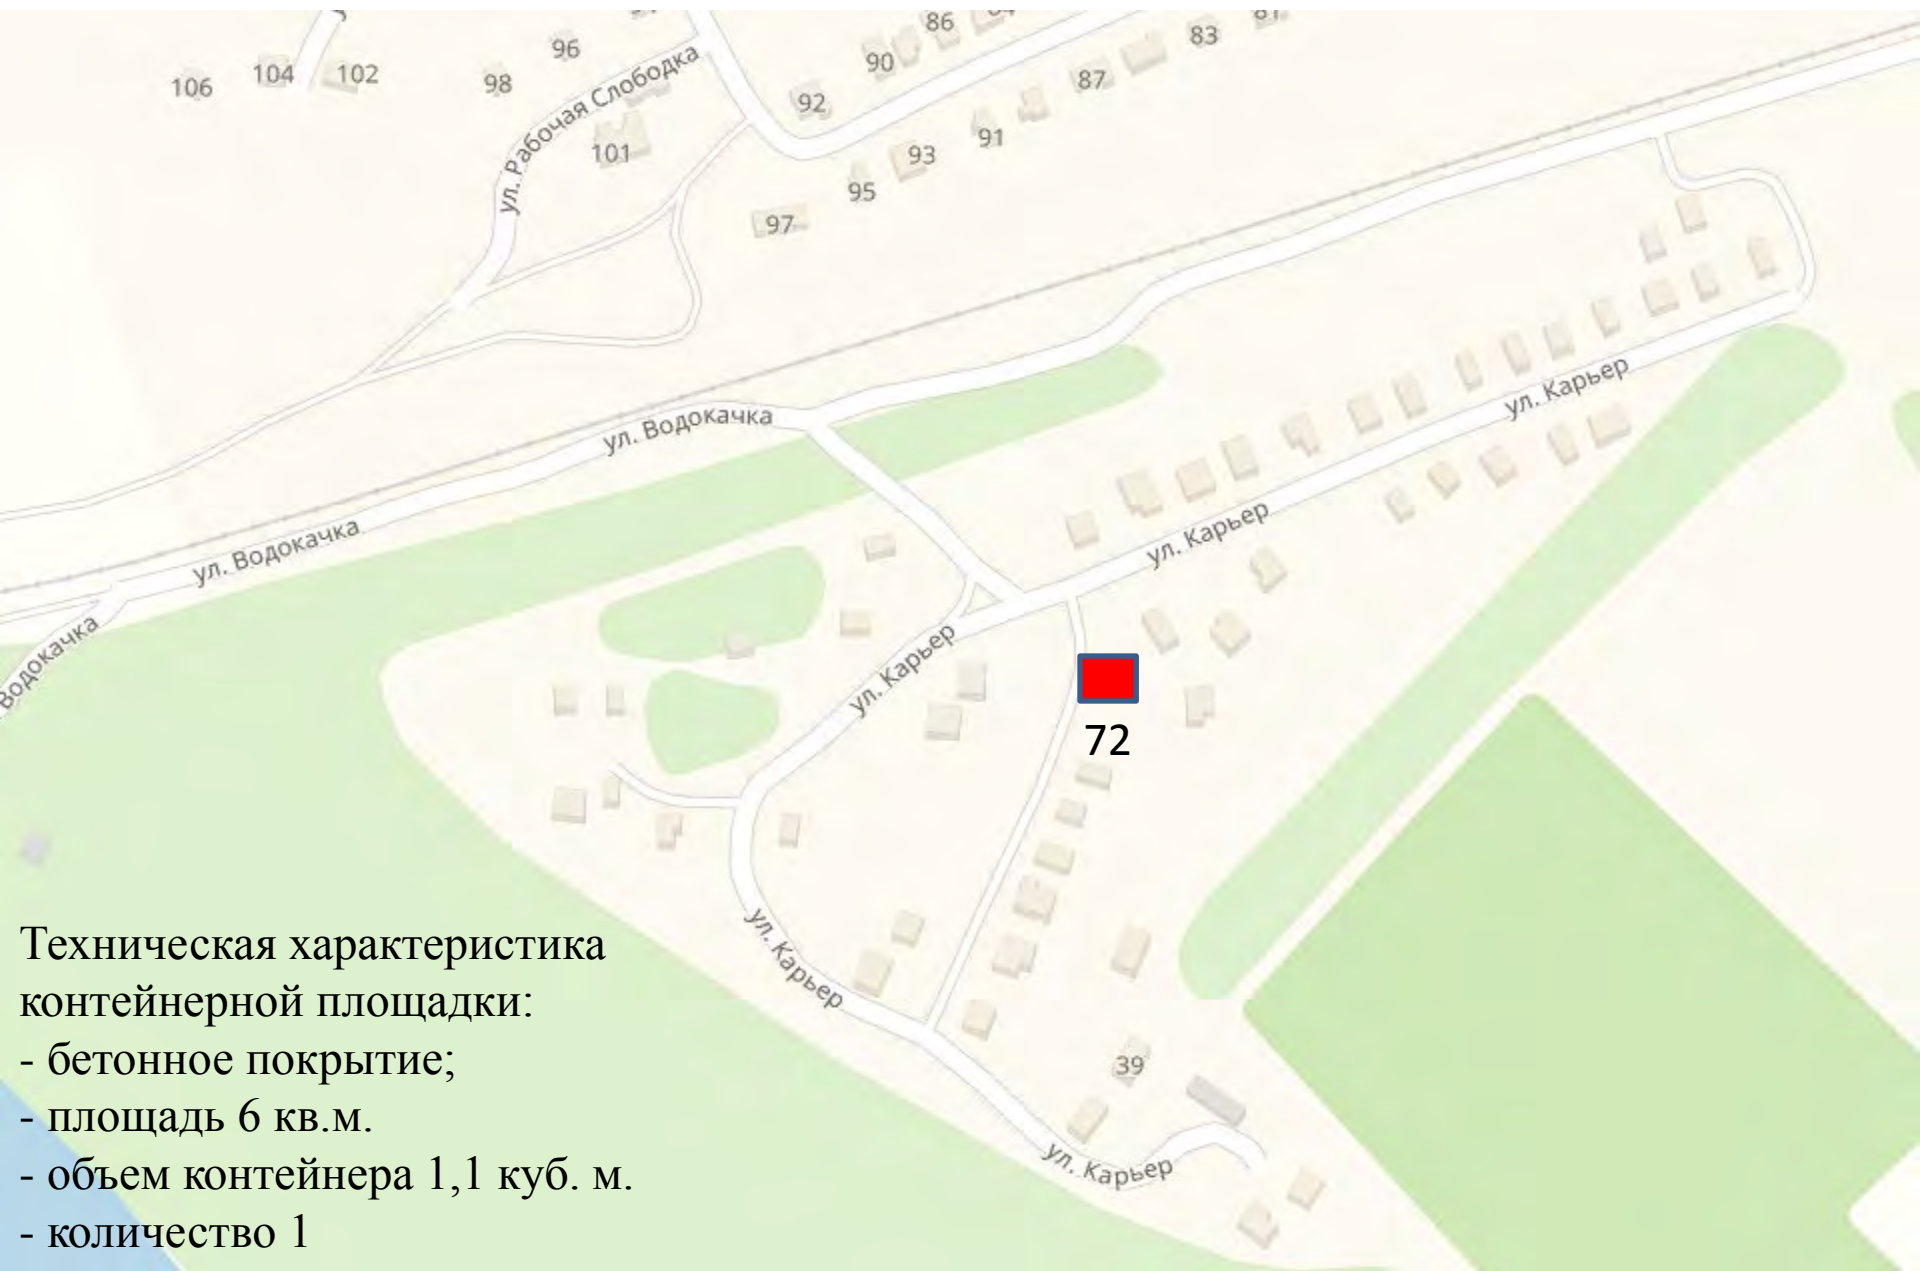 86
96
90
83
106
104
102
98
87
ул. Рабочая Слободка
92
101
91
93
95
97
ул. Карьер
ул. Водокачка
ул. Карьер
ул. Водокачка
Водокачка
ул. Карьер
72
Техническая характеристика
контейнерной площадки:
- бетонное покрытие;
- площадь 6 кв.м.
- объем контейнера 1,1 куб. м.
- количество 1
ул. Карьер
39
ул. Карьер